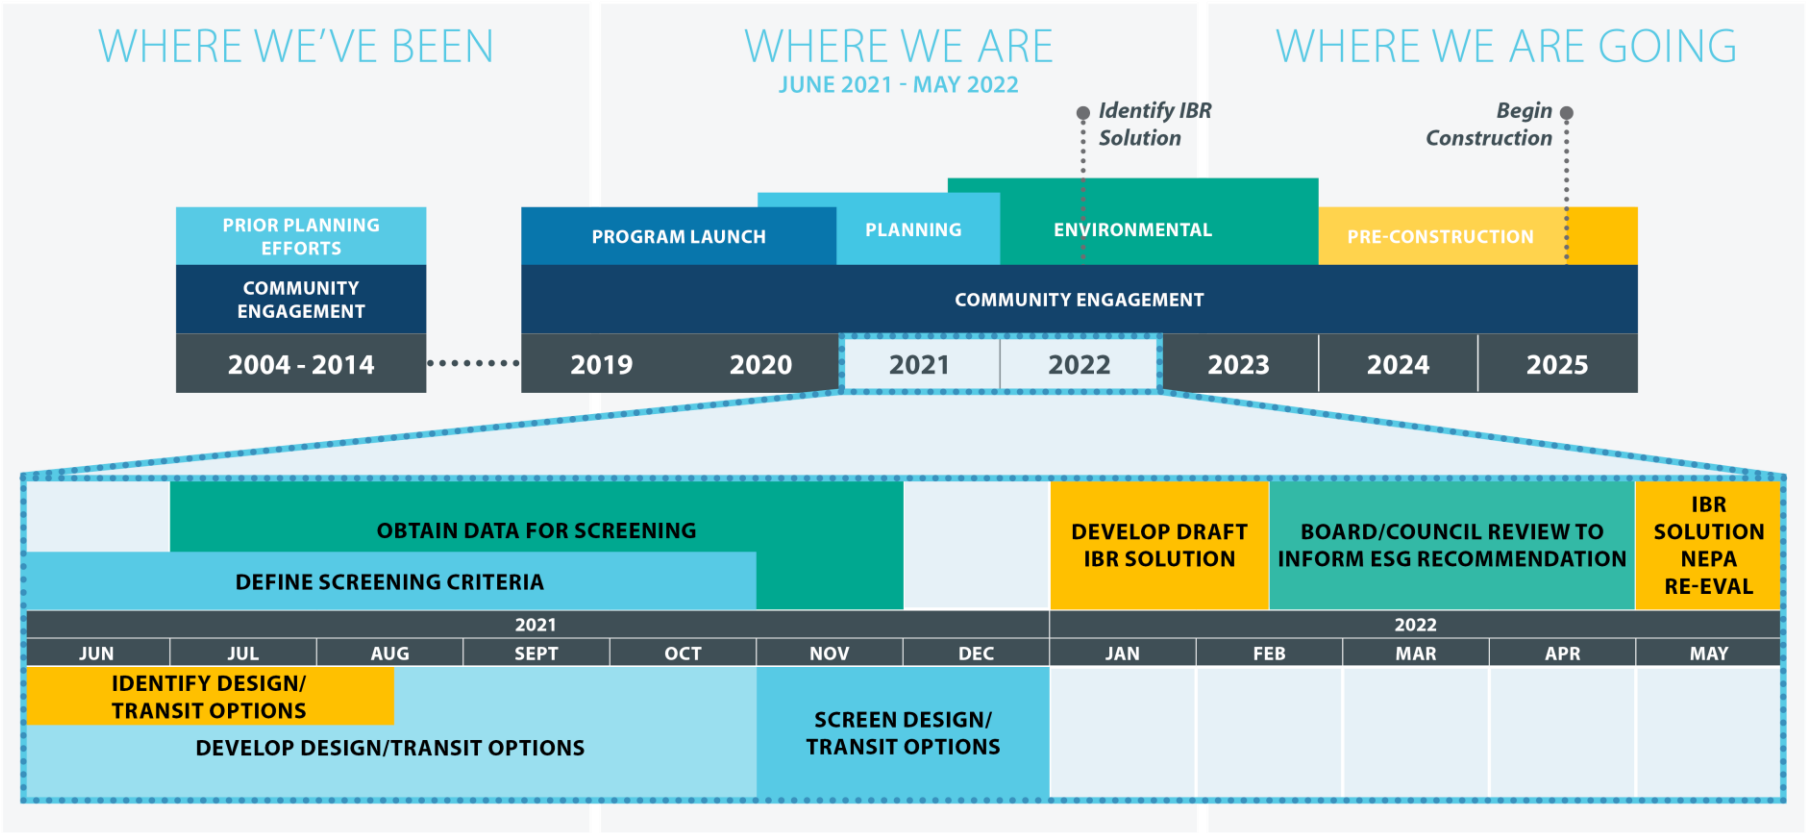 WHERE WE'VE BEEN
WHERE WE ARE
JUNE 2021 - MAY 2022
WHERE WE ARE GOING
Identify IBR
Solution
Begin
Construction
PRIOR PLANNING
EFFORTS
PROGRAM LAUNCH
PLANNING
ENVIRONMENTAL
PRE-CONSTRUCTION
COMMUNITY
ENGAGEMENT
COMMUNITY ENGAGEMENT
2004 - 2014
2019
2020
2021
2022
2023
2024
2025
OBTAIN DATA FOR SCREENING
DEFINE SCREENING CRITERIA
DEVELOP DRAFT
IBR SOLUTION
BOARD/COUNCIL REVIEW TO
INFORM ESG RECOMMENDATION
IBR
SOLUTION
NEPA
RE-EVAL
2021
2022
JUN
JUL
AUG
SEPT
OCT
NOV
DEC
JAN
FEB
MAR
APR
MAY
IDENTIFY DESIGN/
TRANSIT OPTIONS
DEVELOP DESIGN/TRANSIT OPTIONS
SCREEN DESIGN/
TRANSIT OPTIONS